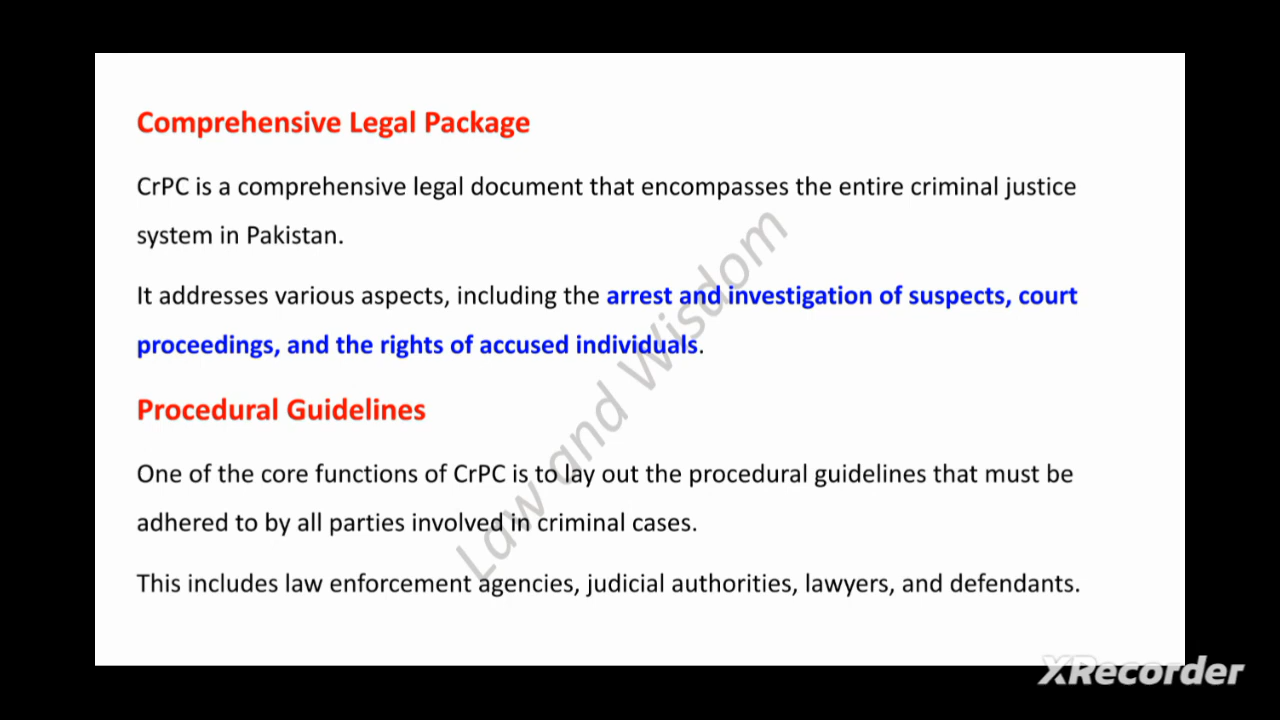 Comprehensive Legal Package
CrPC is a comprehensive legal document that encompasses the entire criminal justice
system in Pakistan.
It addresses various aspects, including the arrest and investigation of suspects, court
proceedings, and the rights of accused individuals.
Procedural Guidelines
One of the core functions of CrPC is to lay out the procedural guidelines that must be
adhered to by all parties involved in criminal cases.
This includes law enforcement agencies, judicial authorities, lawyers, and defendants.
Law and Wisdom
XRecorder